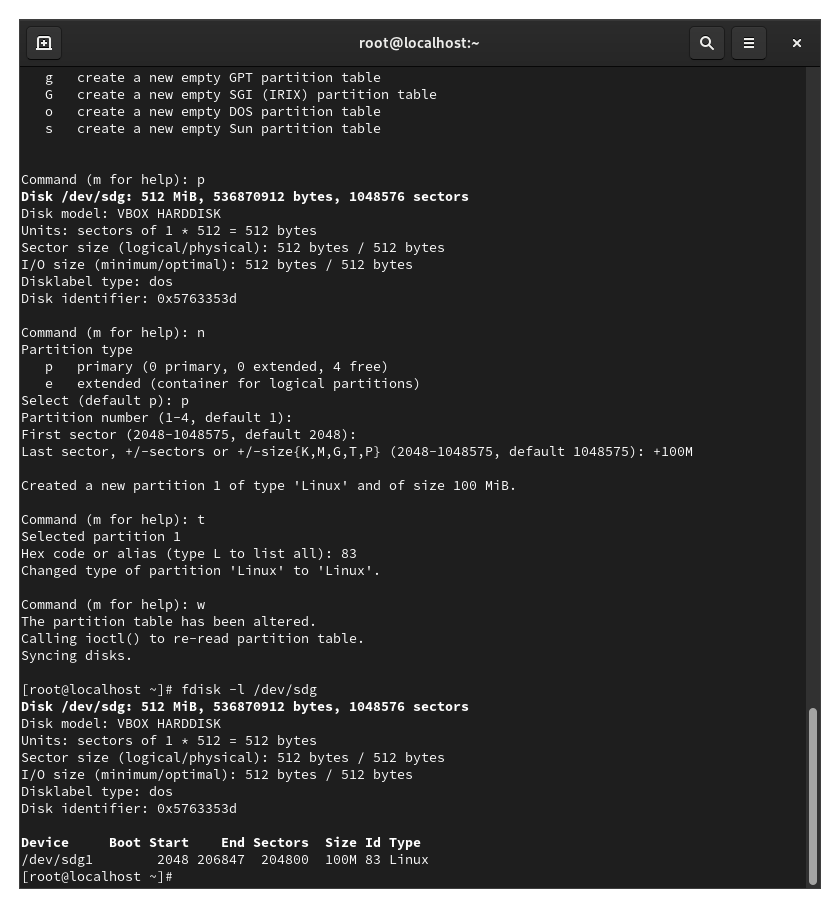 root@localhost:~
   g   create a new empty GPT partition table
   G   create a new empty SGI (IRIX) partition table
   o   create a new empty DOS partition table
   s   create a new empty Sun partition table
Command (m for help): p
Disk /dev/sdg: 512 MiB, 536870912 bytes, 1048576 sectors
Disk model: VBOX HARDDISK
Units: sectors of 1 * 512 = 512 bytes
Sector size (logical/physical): 512 bytes / 512 bytes
I/O size (minimum/optimal): 512 bytes / 512 bytes
Disklabel type: dos
Disk identifier: 0x5763353d
Command (m for help): n
Partition type
   p   primary (0 primary, 0 extended, 4 free)
   e   extended (container for logical partitions)
Select (default p): p
Partition number (1-4, default 1):
First sector (2048-1048575, default 2048):
Last sector, +/-sectors or +/-size{K,M,G,T,P} (2048-1048575, default 1048575): +100M
Created a new partition 1 of type 'Linux' and of size 100 MiB.
Command (m for help): t
Selected partition 1
Hex code or alias (type L to list all): 83
Changed type of partition 'Linux' to 'Linux'.
Command (m for help): w
The partition table has been altered.
Calling ioctl() to re-read partition table.
Syncing disks.
[root@localhost ~]# fdisk -l /dev/sdg
Disk /dev/sdg: 512 MiB, 536870912 bytes, 1048576 sectors
Disk model: VBOX HARDDISK
Units: sectors of 1 * 512 = 512 bytes
Sector size (logical/physical): 512 bytes / 512 bytes
I/O size (minimum/optimal): 512 bytes / 512 bytes
Disklabel type: dos
Disk identifier: 0x5763353d
Device     Boot Start    End Sectors  Size Id Type
/dev/sdg1        2048 206847  204800  100M 83 Linux
[root@localhost ~]#